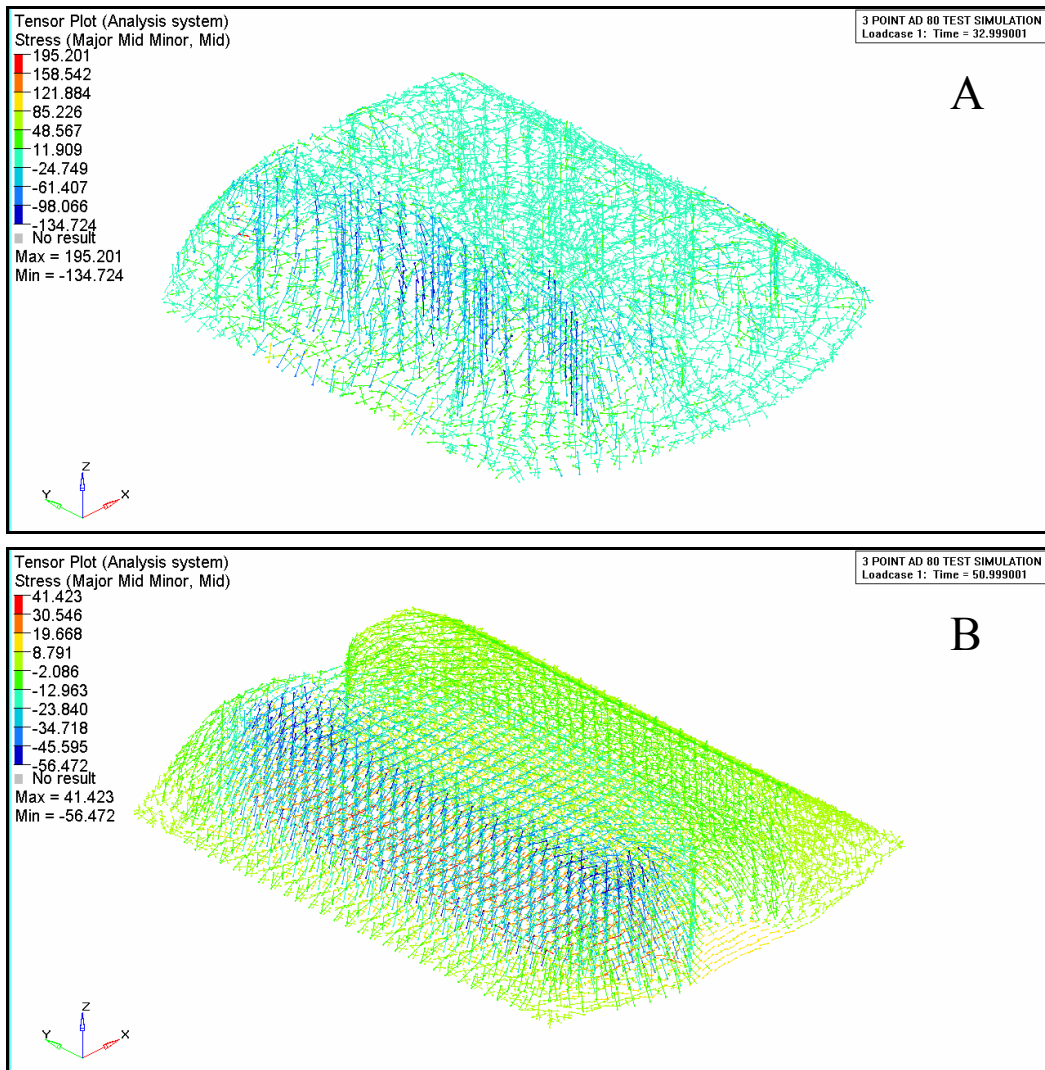 Tensor Plot (Analysis system)
Stress (Major Mid Minor, Mid)
195.201
158.542
121.884
85.226
48.567
11.909
-24.749
-61.407
-98.066
-134.724
No result
Max = 195.201
Min = -134.724
3 POINT AD 80 TEST SIMULATION
Loadcase 1: Time = 32.999001
A
Z
Y
X
Tensor Plot (Analysis system)
Stress (Major Mid Minor, Mid)
41.423
30.546
19.668
8.791
-2.086
-12.963
-23.840
-34.718
-45.595
-56.472
No result
Max = 41.423
Min = -56.472
3 POINT AD 80 TEST SIMULATION
Loadcase 1: Time = 50.999001
B
Z
Y
X